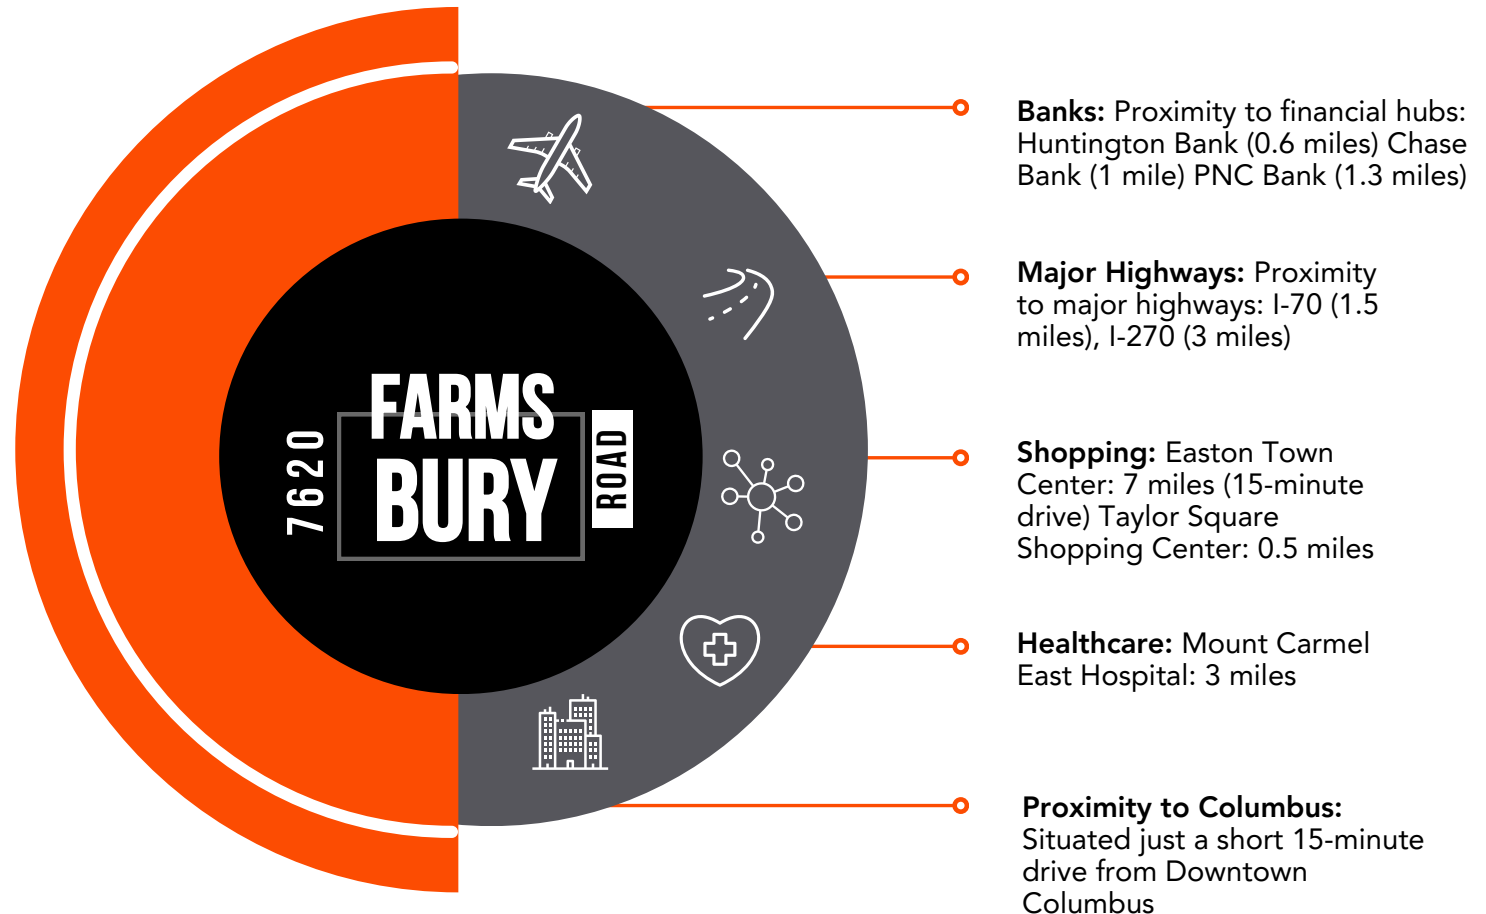 7620
FARMS
BURY
ROAD
Banks: Proximity to financial hubs:
Huntington Bank (0.6 miles) Chase
Bank (1 mile) PNC Bank (1.3 miles)
Major Highways: Proximity
to major highways: I-70 (1.5
miles), I-270 (3 miles)
Shopping: Easton Town
Center: 7 miles (15-minute
drive) Taylor Square
Shopping Center: 0.5 miles
Healthcare: Mount Carmel
East Hospital: 3 miles
Proximity to Columbus:
Situated just a short 15-minute
drive from Downtown
Columbus